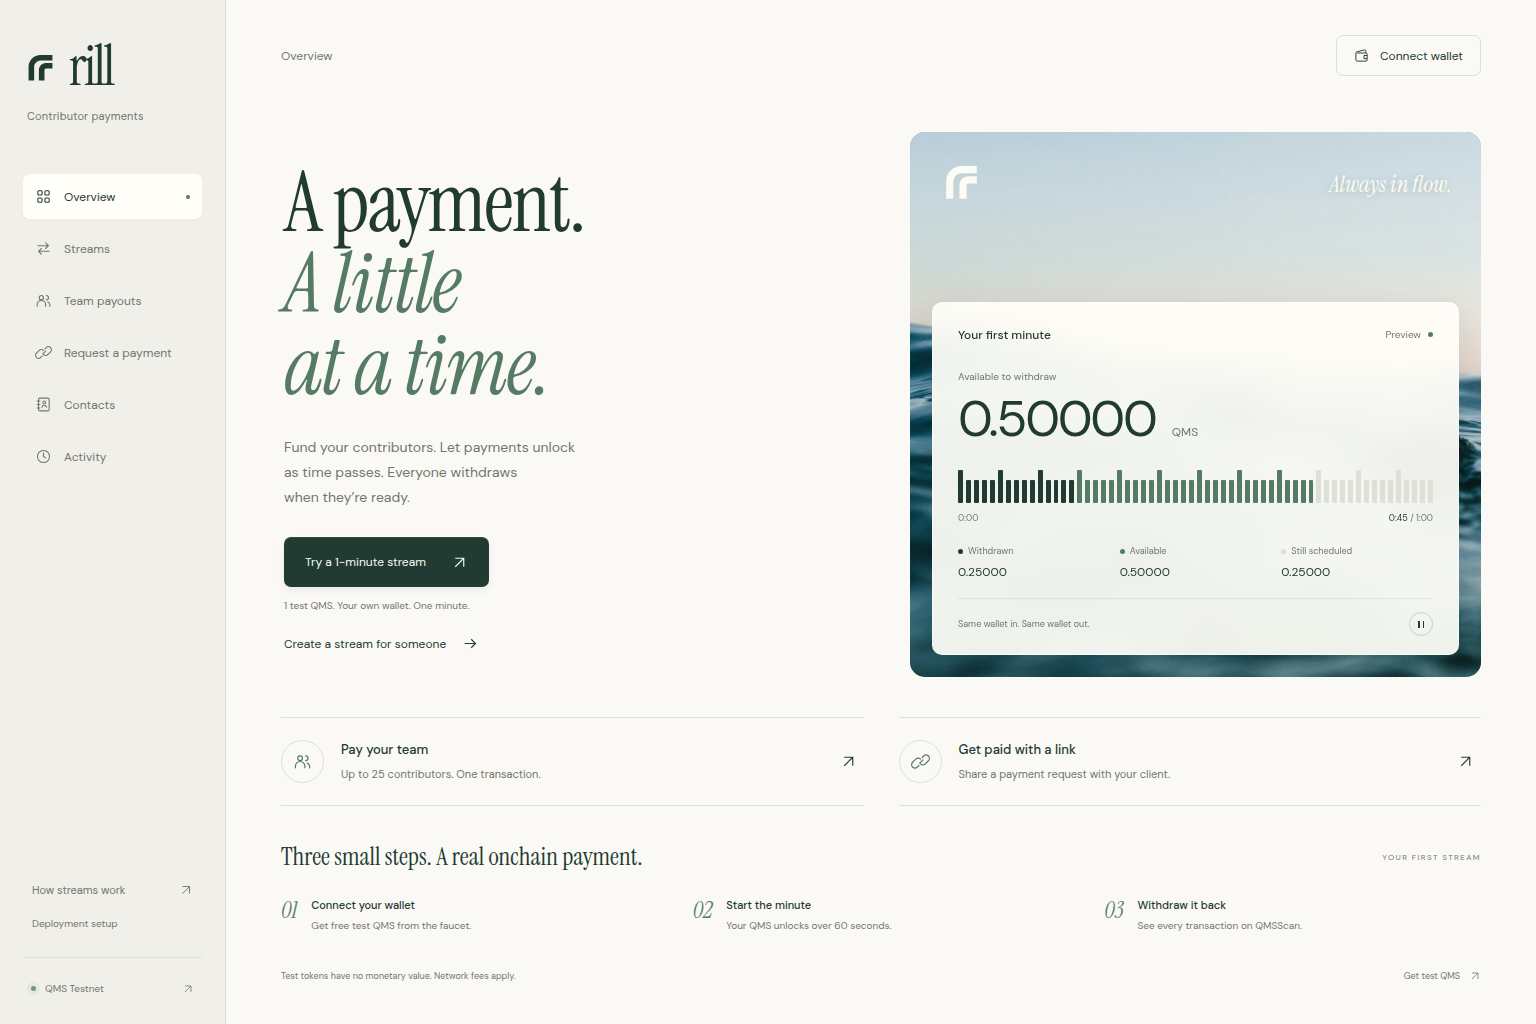 rill
Contributor payments
Overview
Streams
Team payouts
Request a payment
Contacts
Activity
How streams work
Deployment setup
QMS Testnet
Overview
Connect wallet
A payment.
A little
at a time.
Fund your contributors. Let payments unlock
as time passes. Everyone withdraws
when they’re ready.
Try a 1-minute stream
1 test QMS. Your own wallet. One minute.
Create a stream for someone
Always in flow.
Your first minute
Preview
Available to withdraw
0.50000 QMS
0:00
0:45 / 1:00
Withdrawn
Available
Still scheduled
0.25000
0.50000
0.25000
Same wallet in. Same wallet out.
Pay your team
Up to 25 contributors. One transaction.
Get paid with a link
Share a payment request with your client.
Three small steps. A real onchain payment.
YOUR FIRST STREAM
01
Connect your wallet
Get free test QMS from the faucet.
02
Start the minute
Your QMS unlocks over 60 seconds.
03
Withdraw it back
See every transaction on QMSScan.
Test tokens have no monetary value. Network fees apply.
Get test QMS